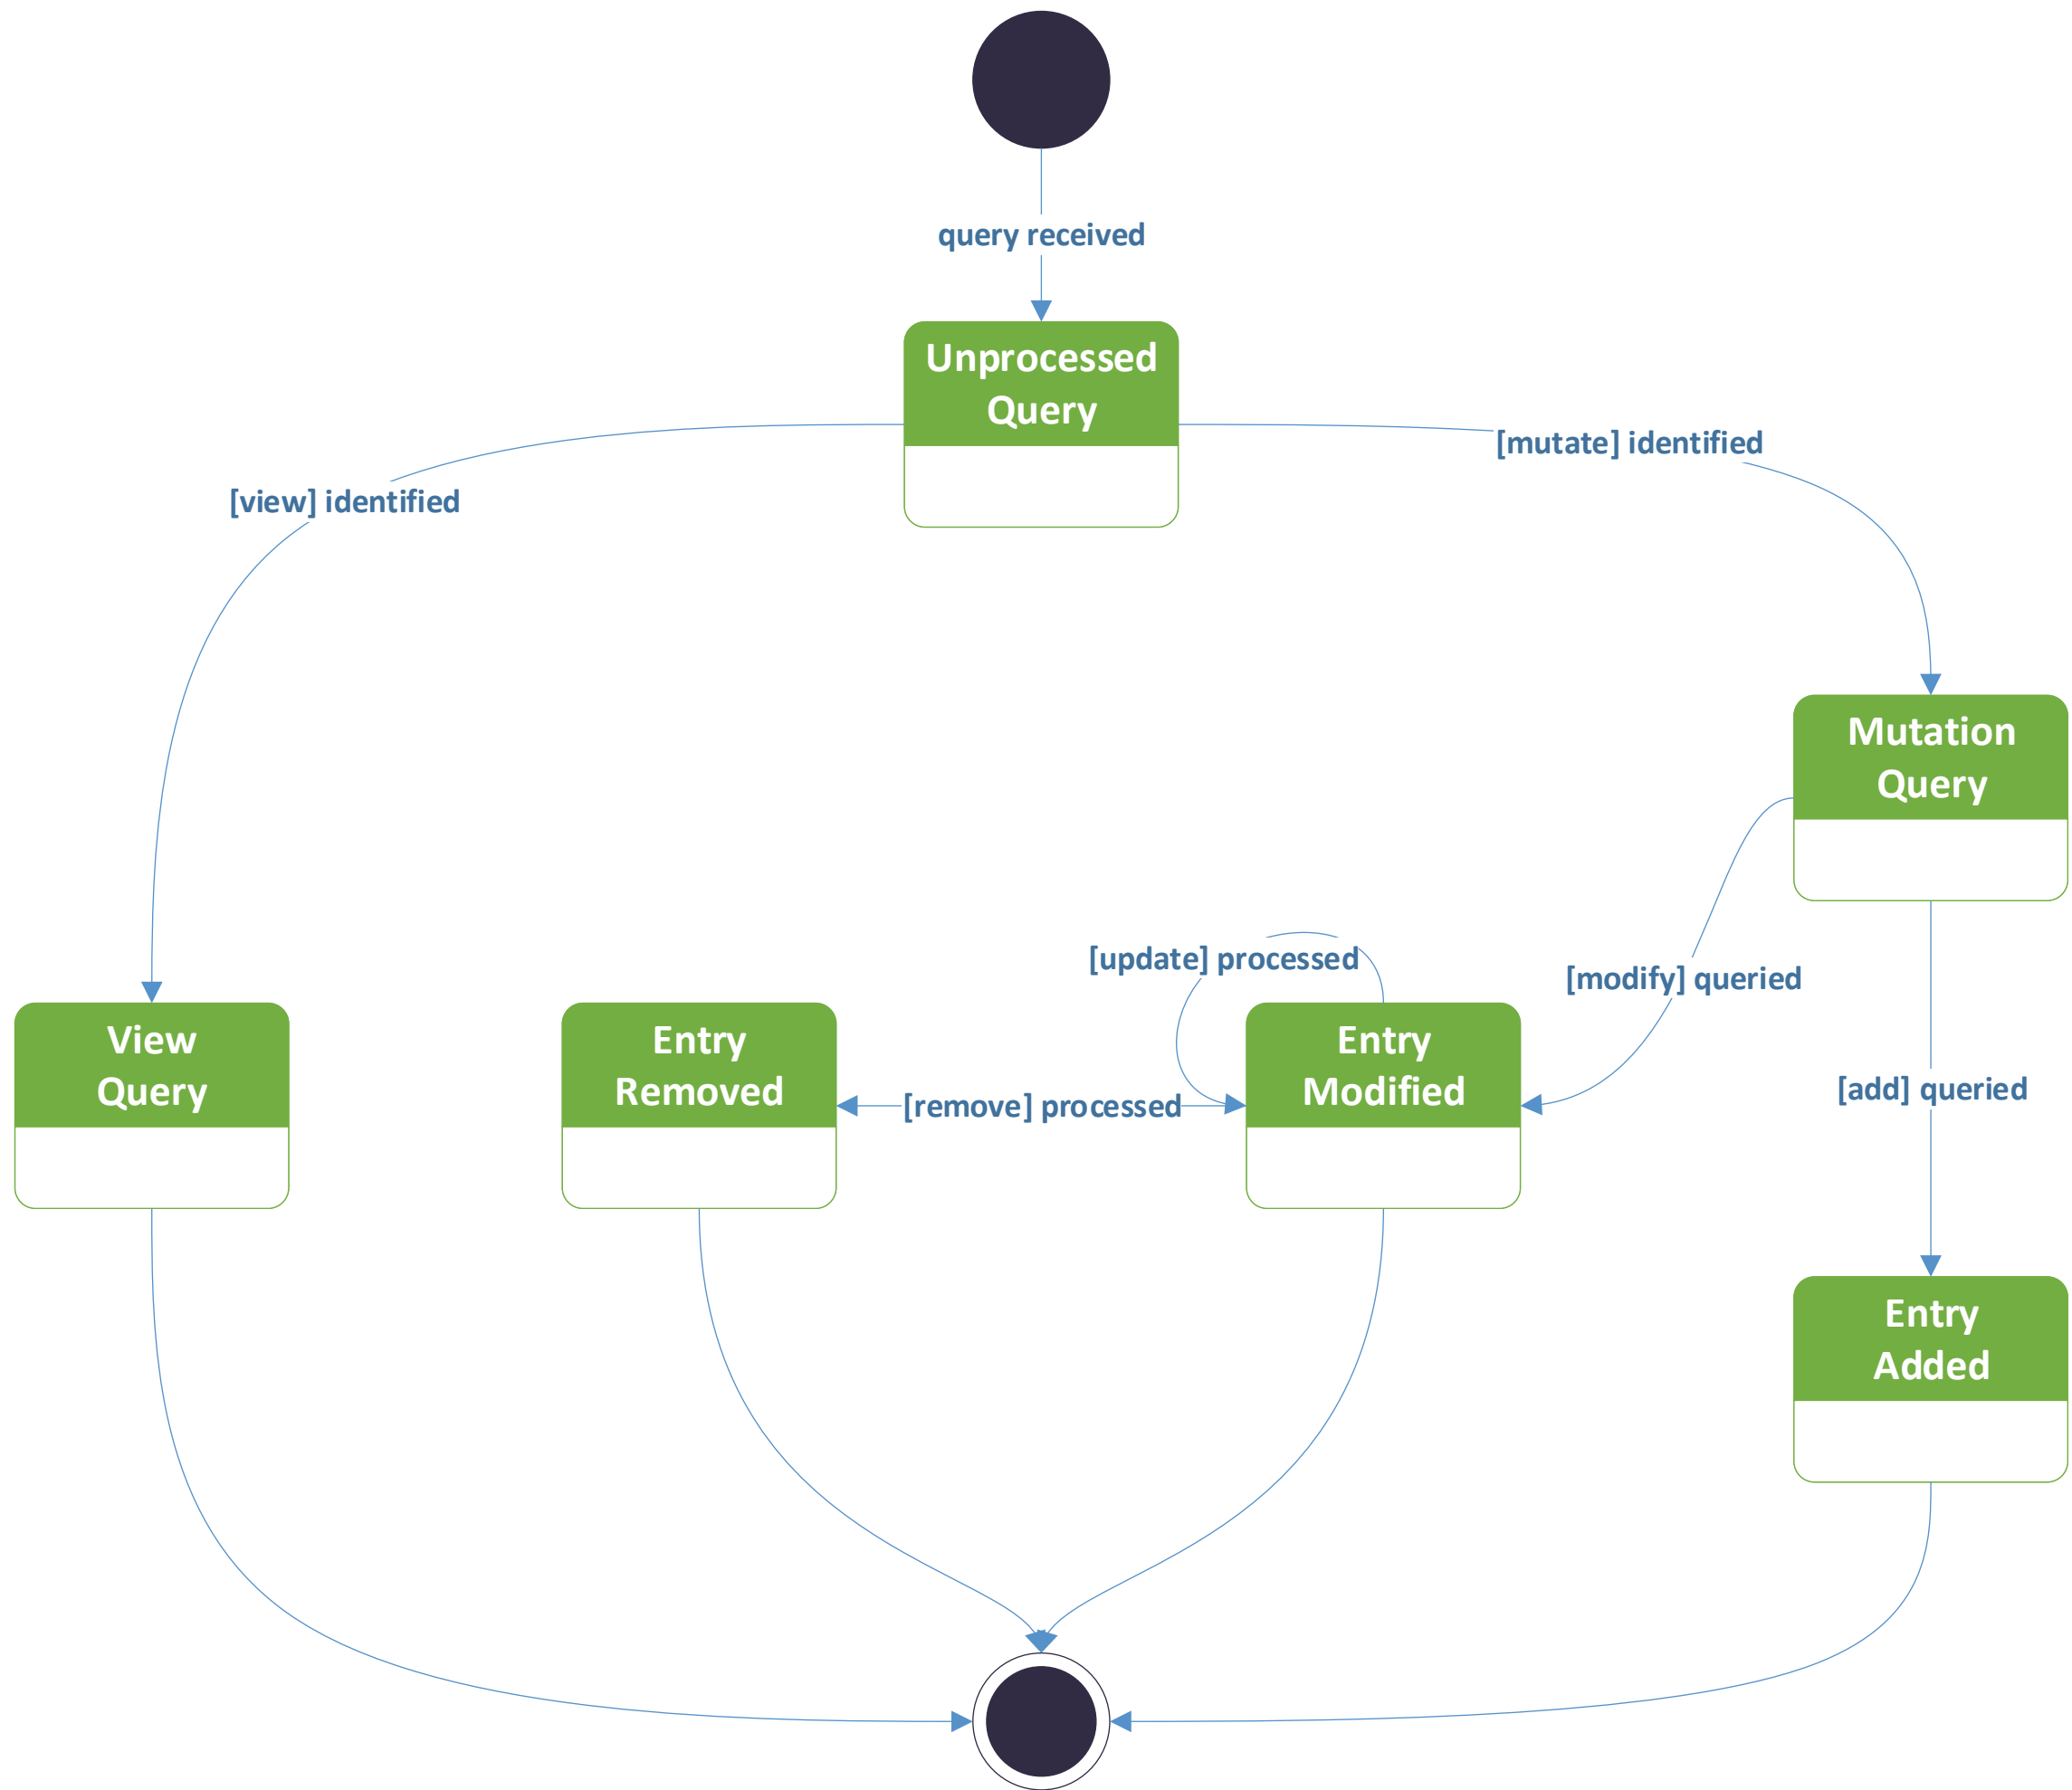 query received
Unprocessed
Query
[mutate] identified
[view] identified
Mutation
Query
[update] processed
[modify] queried
View
Query
Entry
Removed
[remove] processed
Entry
Modified
[add] queried
Entry
Added